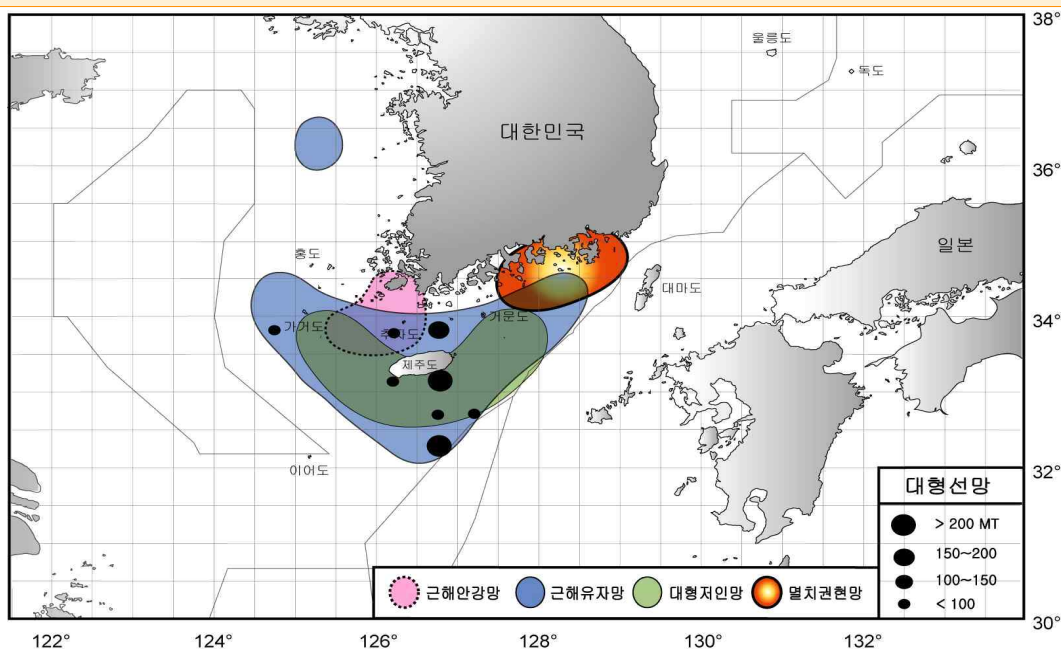 38°
울릉도
독도
대한민국
36°
홍도
일본
대마도
가거도
추자도
거문도
34°
제주도
이어도
32°
대형선망
> 200 MT
150~200
100~150
< 100
근해안강망
근해유자망
대형저인망
멸치권현망
30°
122°
124°
126°
128°
130°
132°